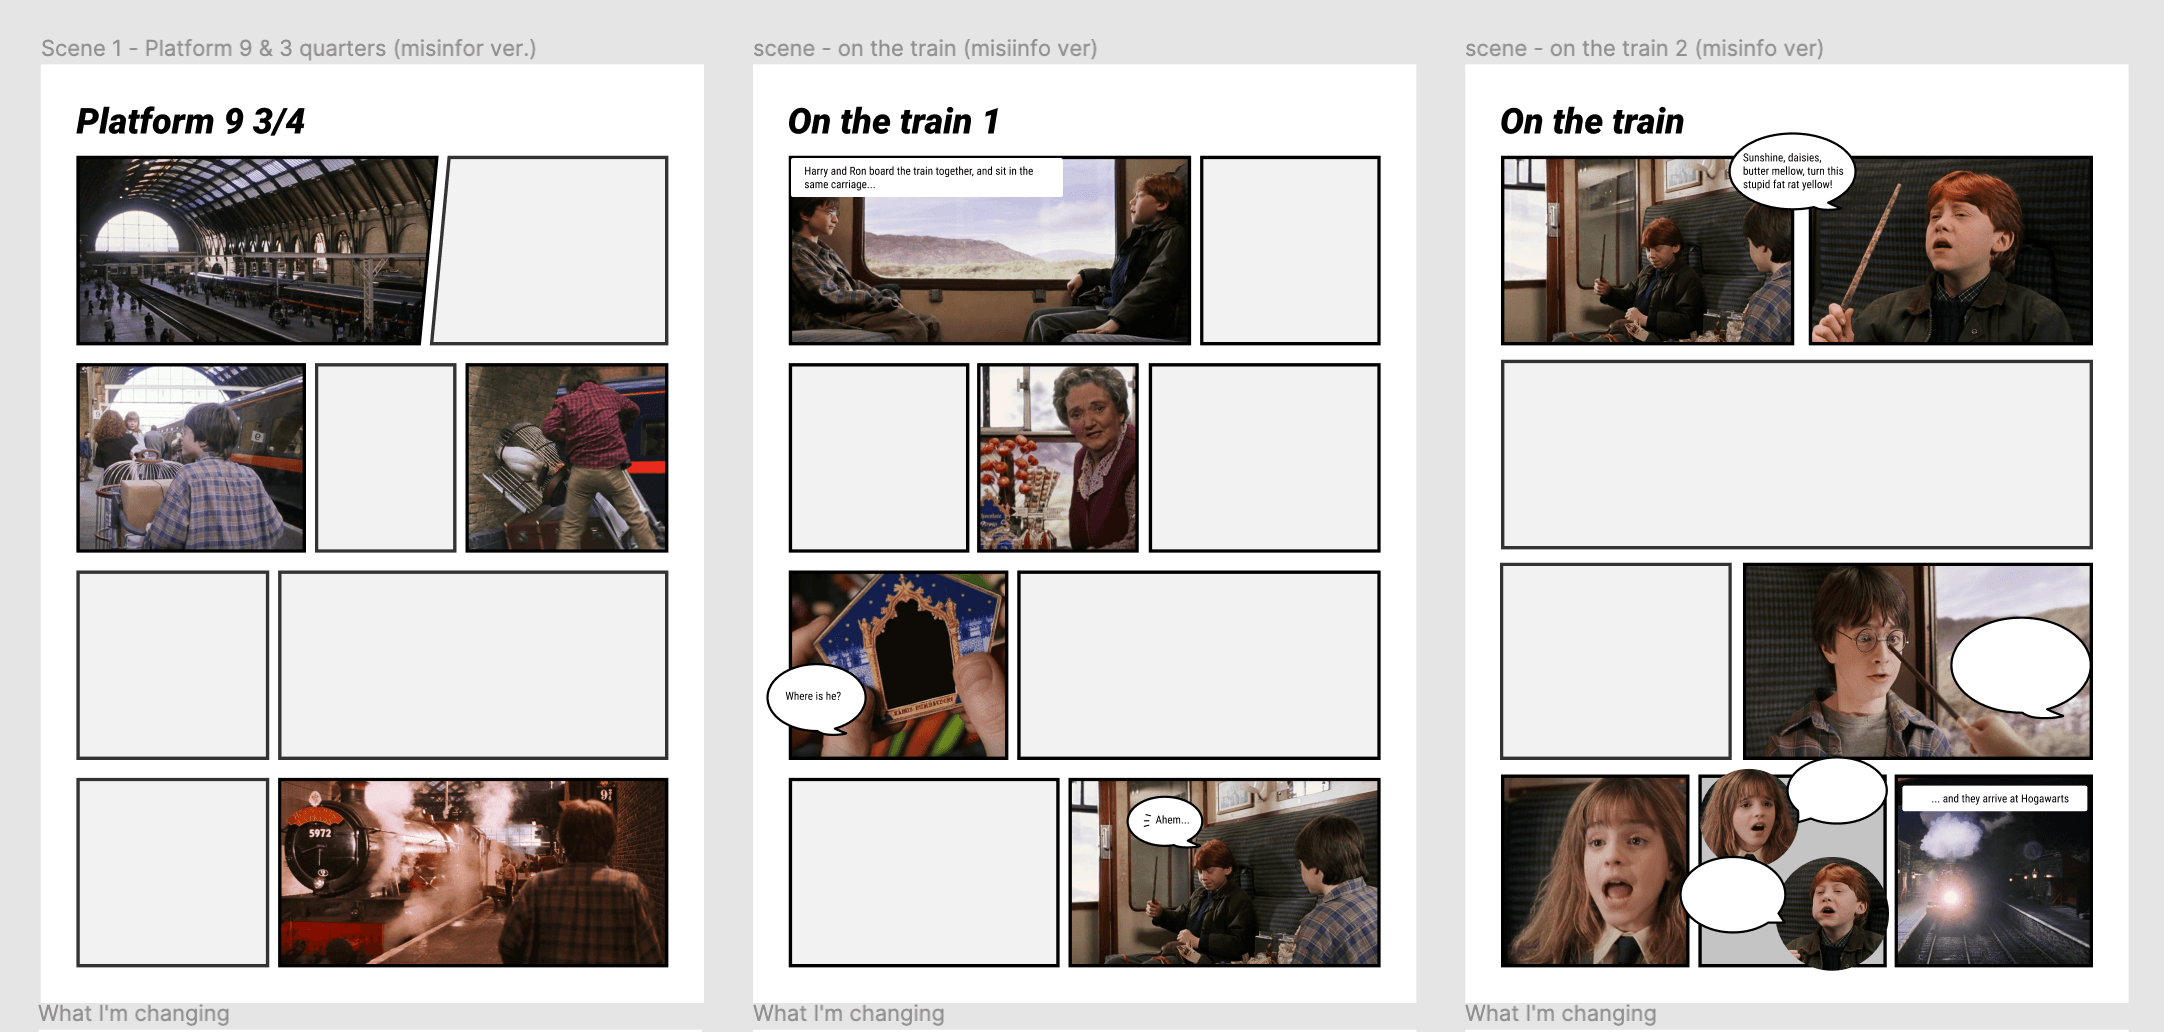 Scene 1 - Platform 9 & 3 quarters (misinfor ver.)
Platform 9 3/4
5972
What I'm changing
scene - on the train (misiinfo ver)
On the train 1
Harry and Ron board the train together, and sit in the
same carriage...
Where is he?
Ahem...
What I'm changing
scene - on the train 2 (misinfo ver)
On the train
Sunshine, daisies,
butter mellow, turn this
stupid fat rat yellow!
... and they arrive at Hogawarts
What I'm changing